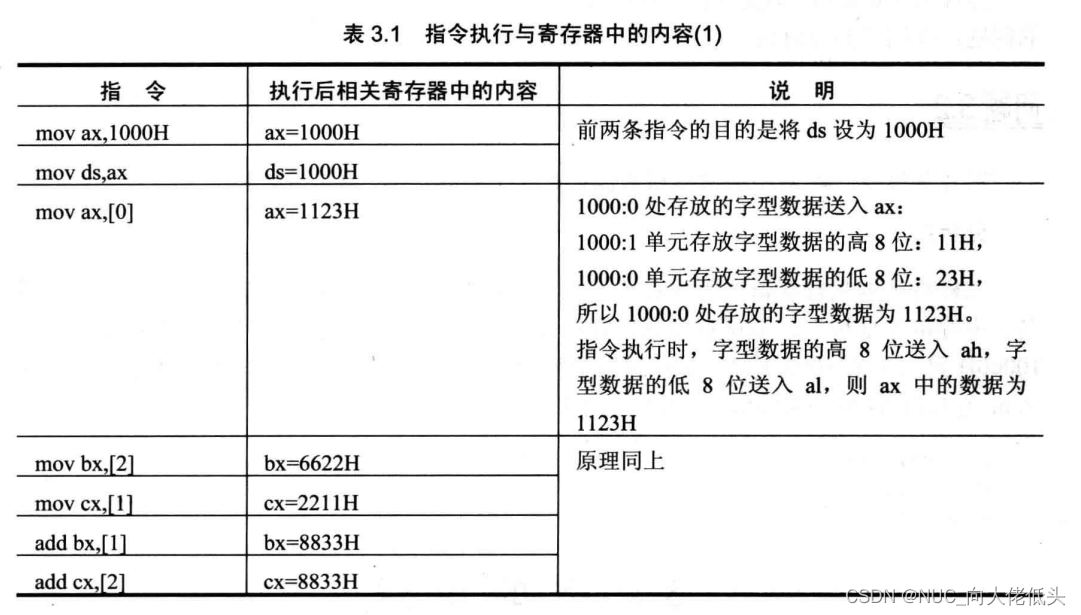 表 3.1 指令执行与寄存器中的内容(1)
指 令 执行后相关寄存器中的内容 说 明
mov ax,1000H ax=1000H 前两条指令的目的是将 ds 设为 1000H
mov ds,ax ds=1000H
mov ax,[0] ax=1123H 1000:0 处存放的字型数据送入 ax:
1000:1 单元存放字型数据的高 8 位:11H,
1000:0 单元存放字型数据的低 8 位:23H,
所以 1000:0 处存放的字型数据为 1123H。
指令执行时,字型数据的高 8 位送入 ah,字
型数据的低 8 位送入 al,则 ax 中的数据为
1123H
mov bx,[2] bx=6622H 原理同上
mov cx,[1] cx=2211H
add bx,[1] bx=8833H
add cx,[2] cx=8833H
CSDN @NUC_向大佬低头